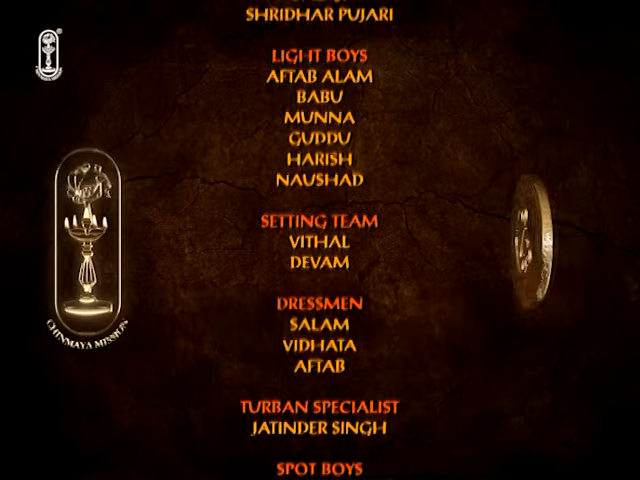 SHRIDHAR PUJARI
LIGHT BOYS
AFTAB ALAM
BABU
MUNNA
GUDDU
HARISH
NAUSHAD
SETTING TEAM
VITHAL
DEVAM
DRESSMEN
SALAM
VIDHATA
AFTAB
TURBAN SPECIALIST
JATINDER SINGH
SPOT BOYS
CHINMAYA MISSION